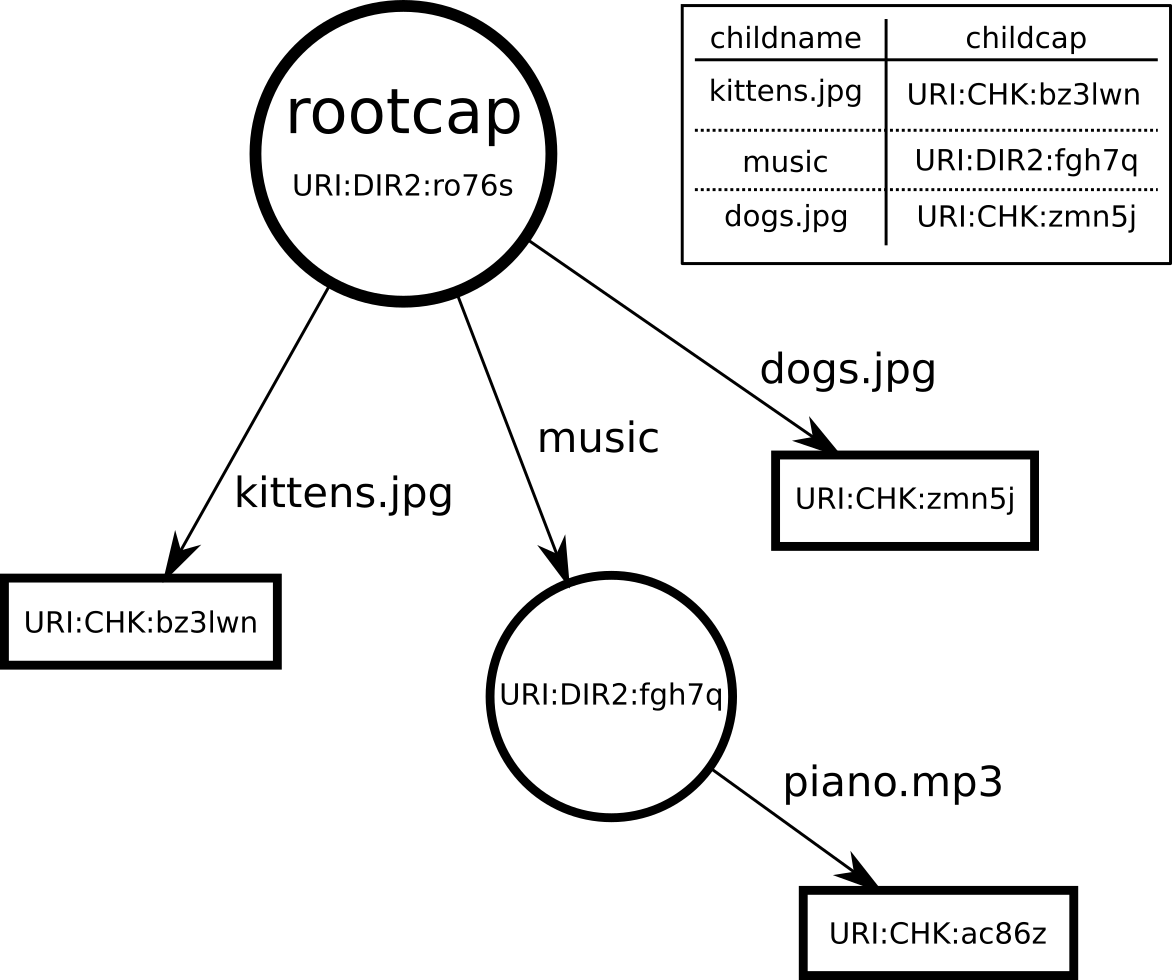 rootcap
URI:DIR2:ro76s
childname childcap
kittens.jpg URI:CHK:bz3lwn
music URI:DIR2:fgh7q
dogs.jpg URI:CHK:zmn5j
dogs.jpg
music
kittens.jpg
URI:CHK:zmn5j
URI:CHK:bz3lwn
URI:DIR2:fgh7q
piano.mp3
URI:CHK:ac86z